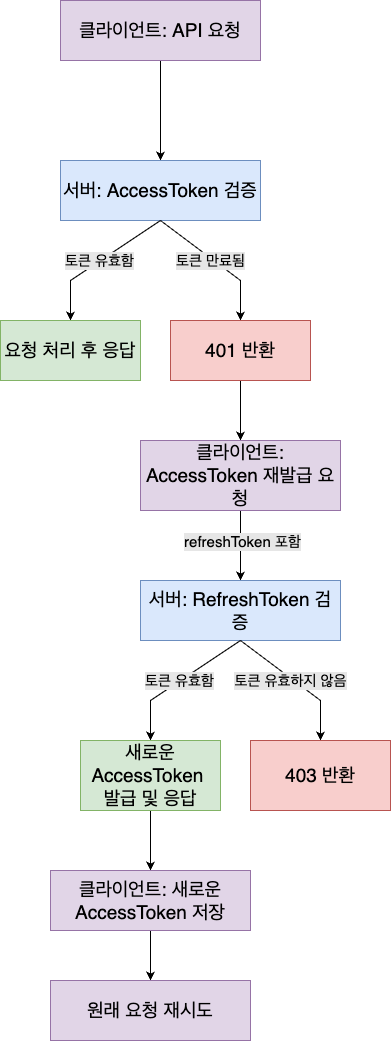 클라이언트: API 요청
서버: AccessToken 검증
토큰 유효함
토큰 만료됨
요청 처리 후 응답
401 반환
클라이언트:
AccessToken 재발급 요
청
refreshToken 포함
서버: RefreshToken 검
증
토큰 유효함
토큰 유효하지 않음
새로운
AccessToken
발급 및 응답
403 반환
클라이언트: 새로운
AccessToken 저장
원래 요청 재시도